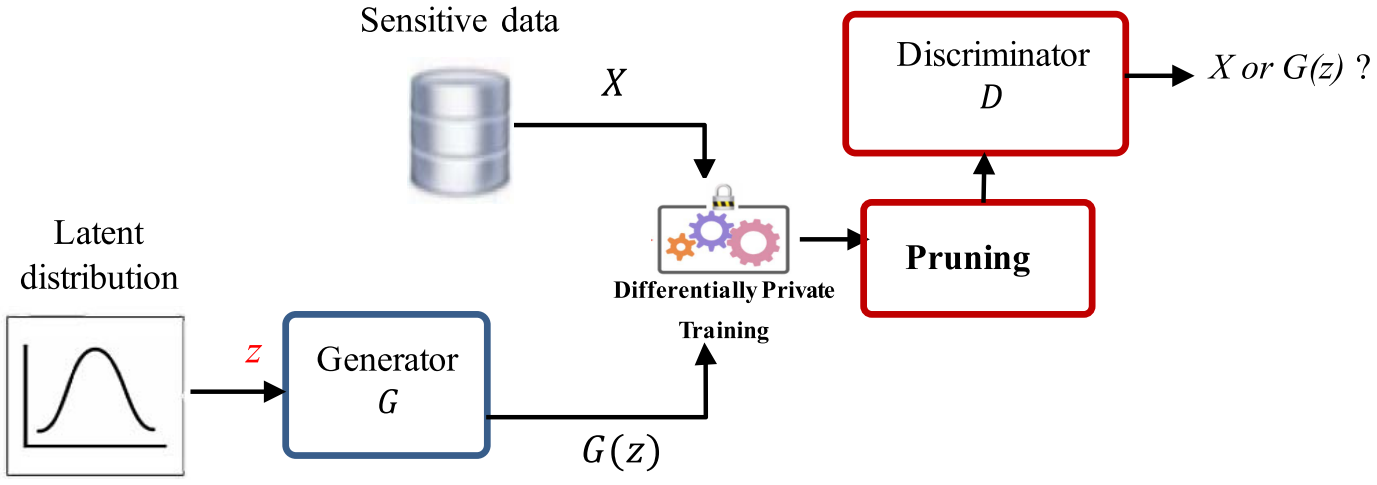 Sensitive data
X
Discriminator
D
X or G(z) ?
Latent
distribution
z
Generator
G
G(z)
Differentially Private
Training
Pruning